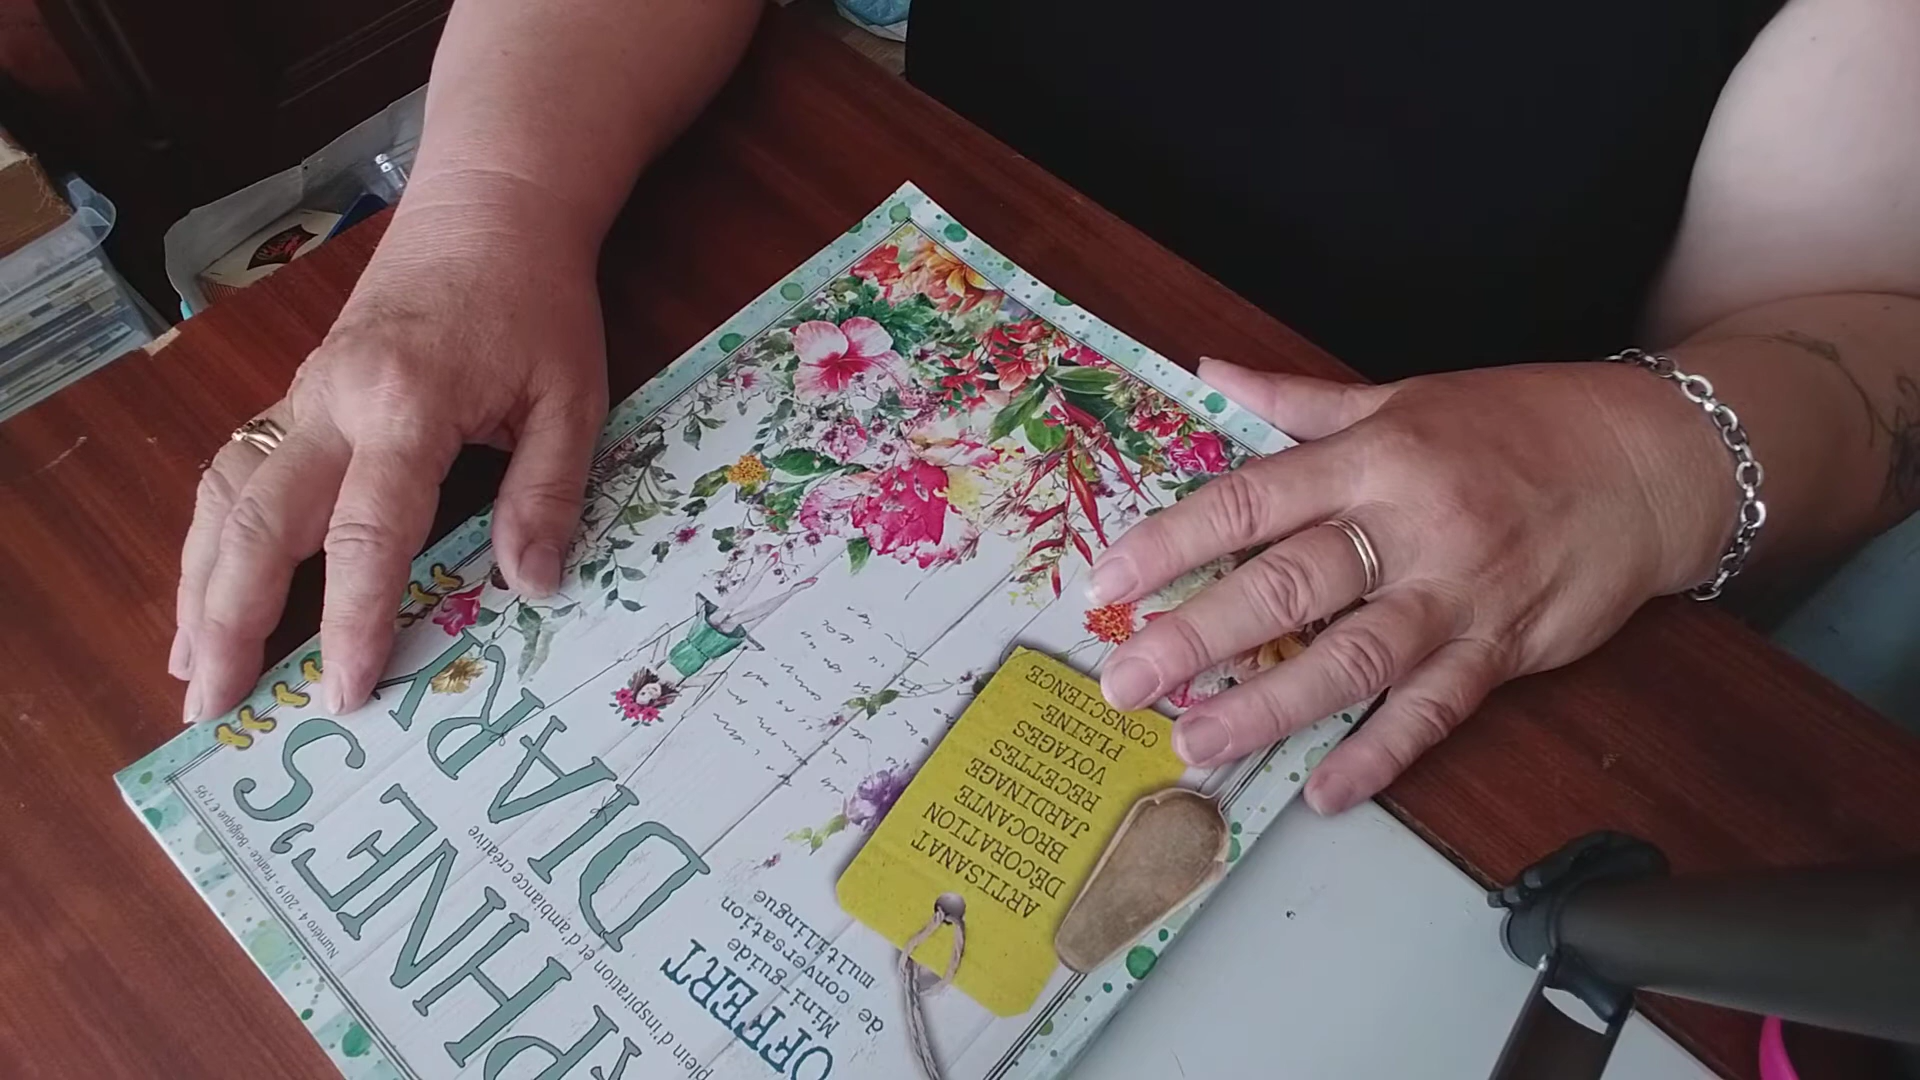 Numéro 4 - 2019 - France - Belgique € 7,95
PHNE'S
DIARY
plein d'inspiration et d'ambiance créative
OFFERT
Mini-guide
de conversation
multilingue
ARTISANAT
DÉCORATION
BROCANTE
JARDINAGE
RECETTES
VOYAGES
PLEINE-
CONSCIENCE